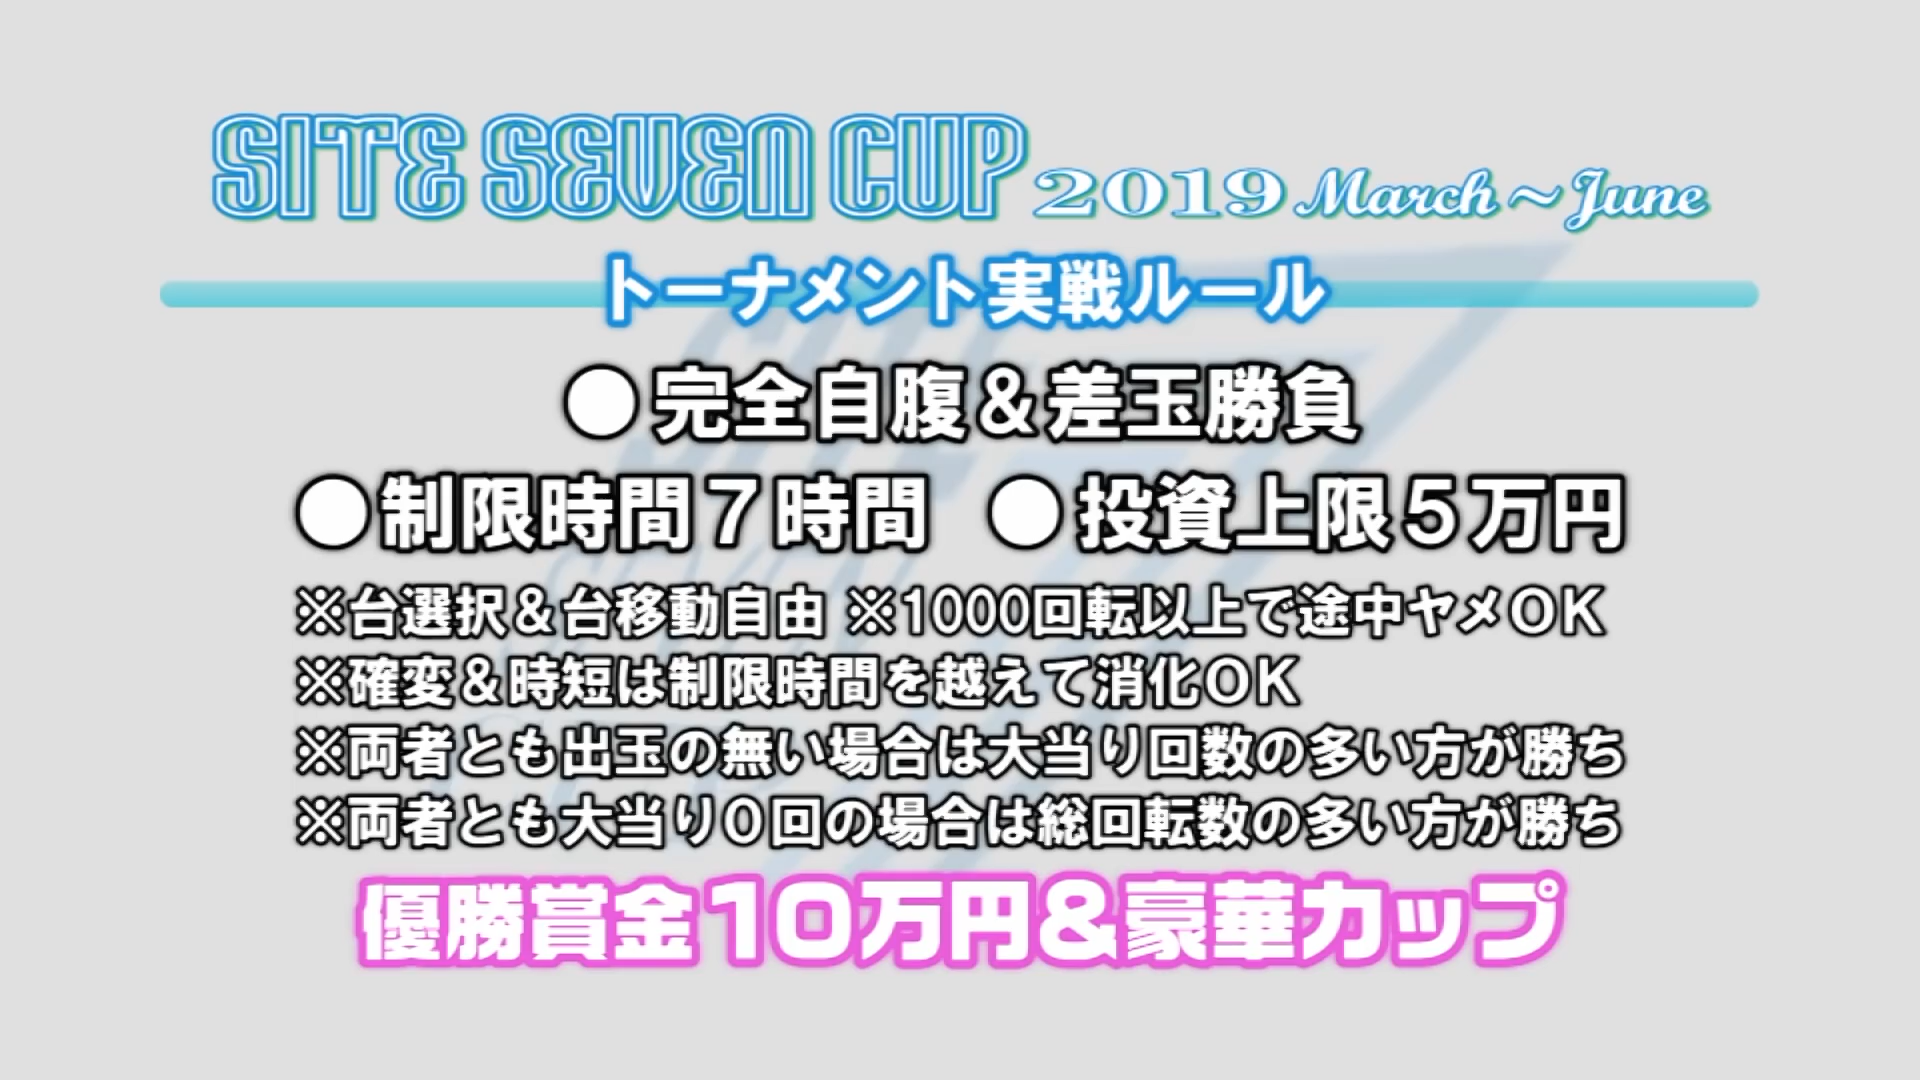 SITE SEVEN CUP 2019 March～June
トーナメント実戦ルール
●完全自腹＆差玉勝負
●制限時間７時間 ●投資上限５万円
※台選択＆台移動自由 ※1000回転以上で途中ヤメOK
※確変＆時短は制限時間を越えて消化OK
※両者とも出玉の無い場合は大当り回数の多い方が勝ち
※両者とも大当り０回の場合は総回転数の多い方が勝ち
優勝賞金10万円&豪華カップ